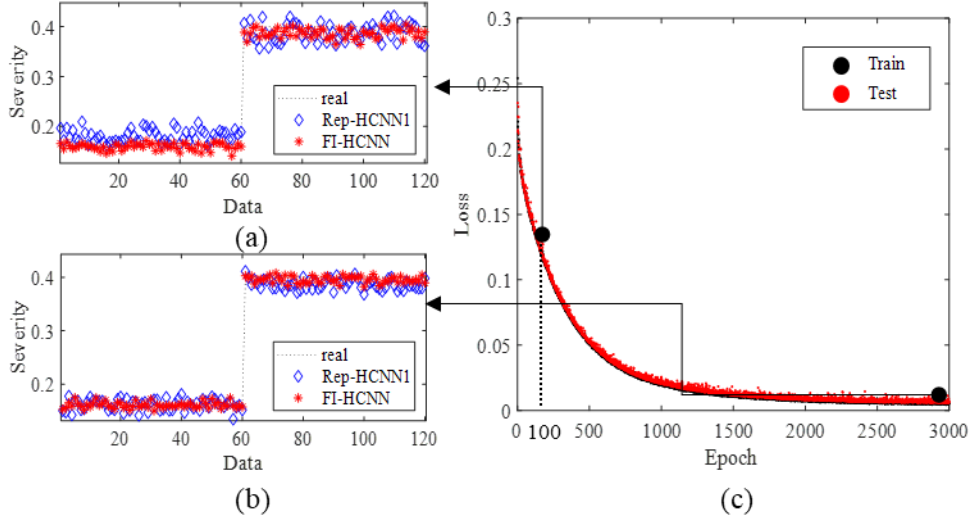 0.4
0.2
Severity
real
Rep-HCNN1
FI-HCNN
20 40 60 80 100 120
Data
(a)
0.4
0.2
Severity
real
Rep-HCNN1
FI-HCNN
20 40 60 80 100 120
Data
(b)
0.3
0.25
0.2
0.15
0.1
0.05
0
Loss
Train
Test
0 100 500 1000 1500 2000 2500 3000
Epoch
(c)